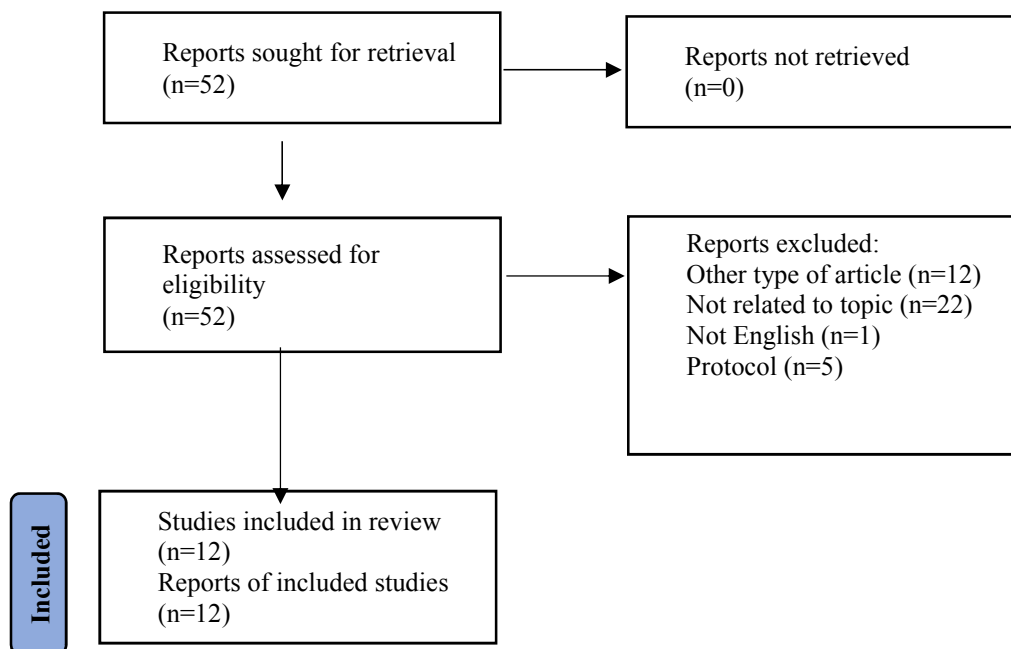 Reports sought for retrieval
(n=52)
Reports not retrieved
(n=0)
Reports assessed for
eligibility
(n=52)
Reports excluded:
Other type of article (n=12)
Not related to topic (n=22)
Not English (n=1)
Protocol (n=5)
Included
Studies included in review
(n=12)
Reports of included studies
(n=12)